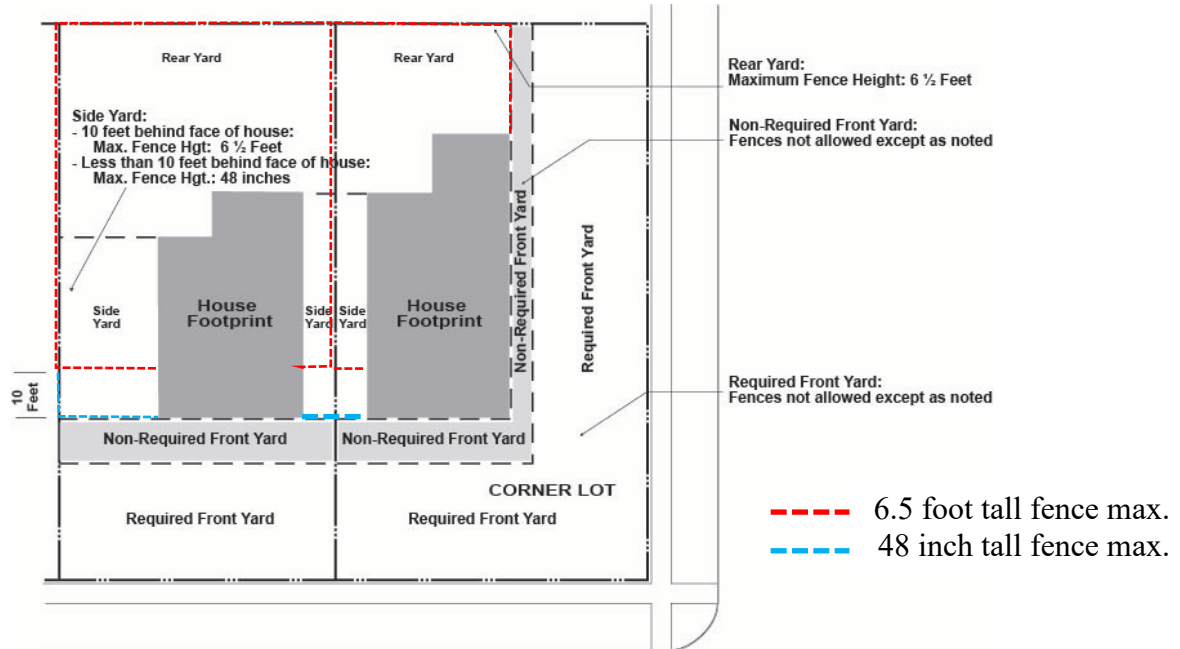 Rear Yard
Rear Yard
Rear Yard:
Maximum Fence Height: 6 ½ Feet
Side Yard:
- 10 feet behind face of house:
Max. Fence Hgt: 6 ½ Feet
- Less than 10 feet behind face of house:
Max. Fence Hgt.: 48 inches
Non-Required Front Yard:
Fences not allowed except as noted
Non-Required Front Yard
Required Front Yard
Side
Yard
House
Footprint
Side
Yard
Side
Yard
House
Footprint
10
Feet
Required Front Yard:
Fences not allowed except as noted
Non-Required Front Yard
Non-Required Front Yard
CORNER LOT
Required Front Yard
Required Front Yard
6.5 foot tall fence max.
48 inch tall fence max.